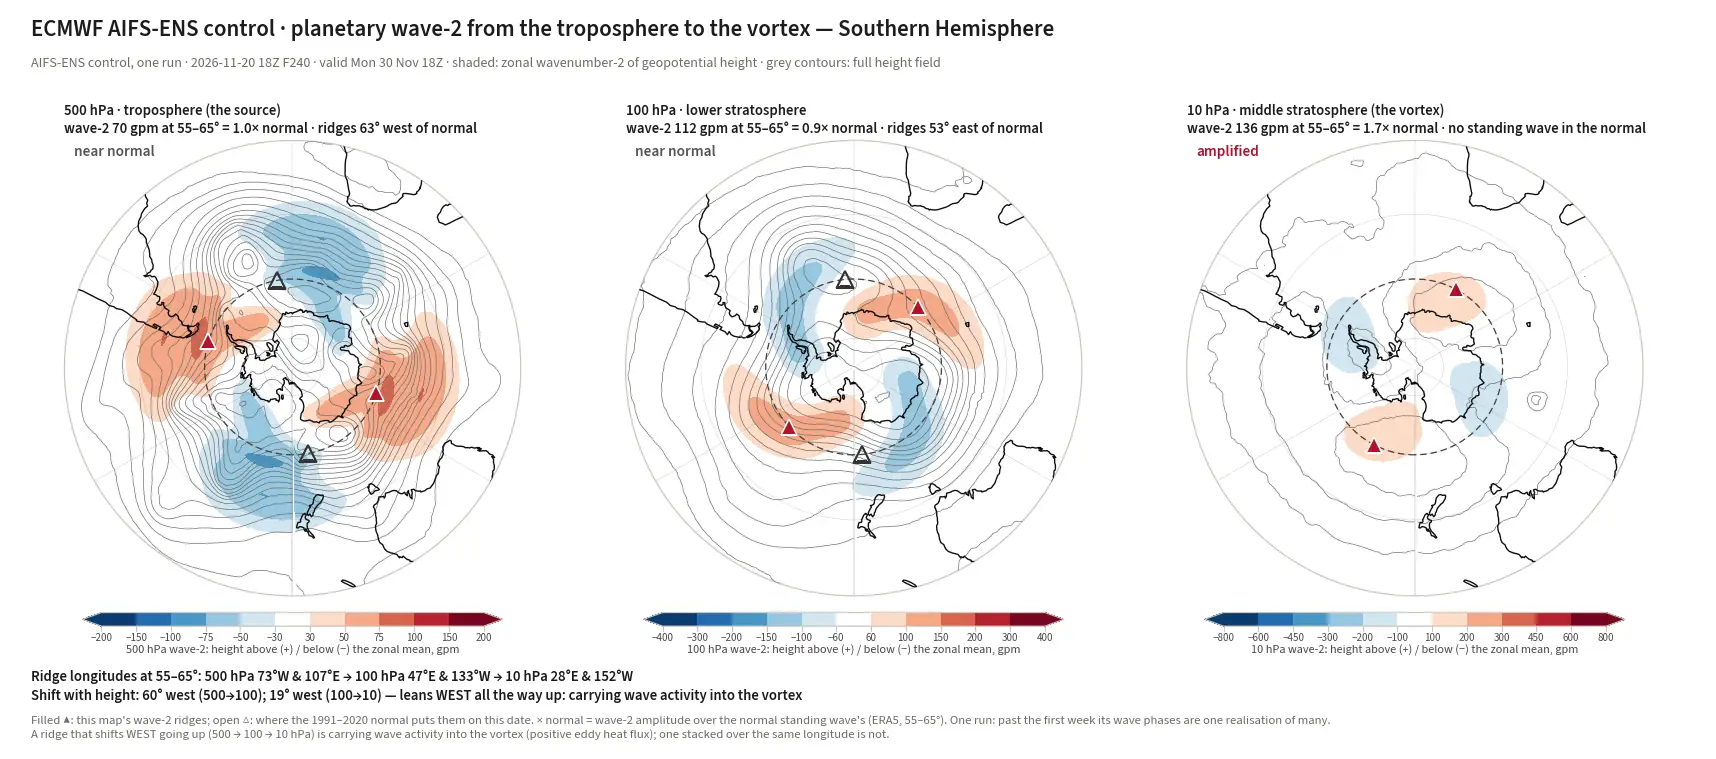 ECMWF AIFS-ENS control · planetary wave-2 from the troposphere to the vortex — Southern Hemisphere
AIFS-ENS control, one run · 2026-11-20 18Z F240 · valid Mon 30 Nov 18Z · shaded: zonal wavenumber-2 of geopotential height · grey contours: full height field
500 hPa · troposphere (the source)
wave-2 70 gpm at 55–65° = 1.0× normal · ridges 63° west of normal
near normal
100 hPa · lower stratosphere
wave-2 112 gpm at 55–65° = 0.9× normal · ridges 53° east of normal
near normal
10 hPa · middle stratosphere (the vortex)
wave-2 136 gpm at 55–65° = 1.7× normal · no standing wave in the normal
amplified
−200 −150 −100 −75 −50 −30 30 50 75 100 150 200
500 hPa wave-2: height above (+) / below (−) the zonal mean, gpm
−400 −300 −200 −150 −100 −60 60 100 150 200 300 400
100 hPa wave-2: height above (+) / below (−) the zonal mean, gpm
−800 −600 −450 −300 −200 −100 100 200 300 450 600 800
10 hPa wave-2: height above (+) / below (−) the zonal mean, gpm
Ridge longitudes at 55–65°: 500 hPa 73°W & 107°E → 100 hPa 47°E & 133°W → 10 hPa 28°E & 152°W
Shift with height: 60° west (500→100); 19° west (100→10) — leans WEST all the way up: carrying wave activity into the vortex
Filled ▲: this map's wave-2 ridges; open △: where the 1991–2020 normal puts them on this date. × normal = wave-2 amplitude over the normal standing wave's (ERA5, 55–65°). One run: past the first week its wave phases are one realisation of many.
A ridge that shifts WEST going up (500 → 100 → 10 hPa) is carrying wave activity into the vortex (positive eddy heat flux); one stacked over the same longitude is not.